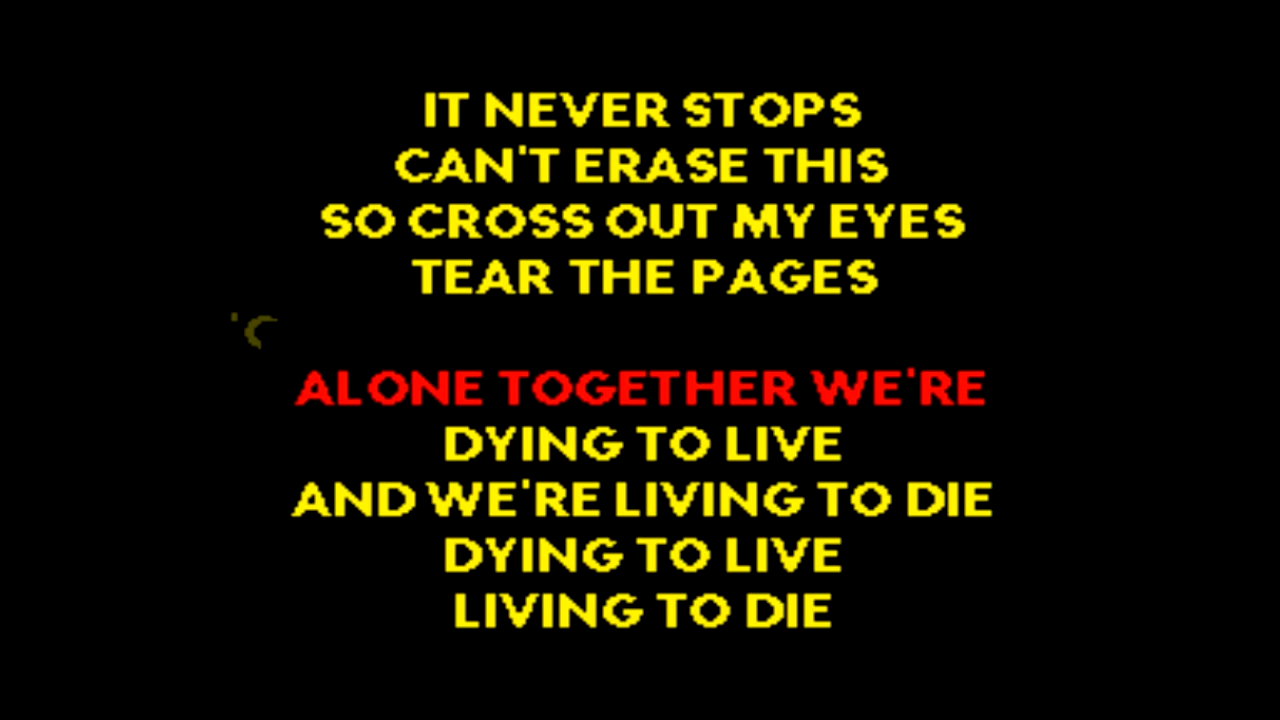 IT NEVER STOPS
CAN'T ERASE THIS
SO CROSS OUT MY EYES
TEAR THE PAGES
ALONE TOGETHER WE'RE
DYING TO LIVE
AND WE'RE LIVING TO DIE
DYING TO LIVE
LIVING TO DIE